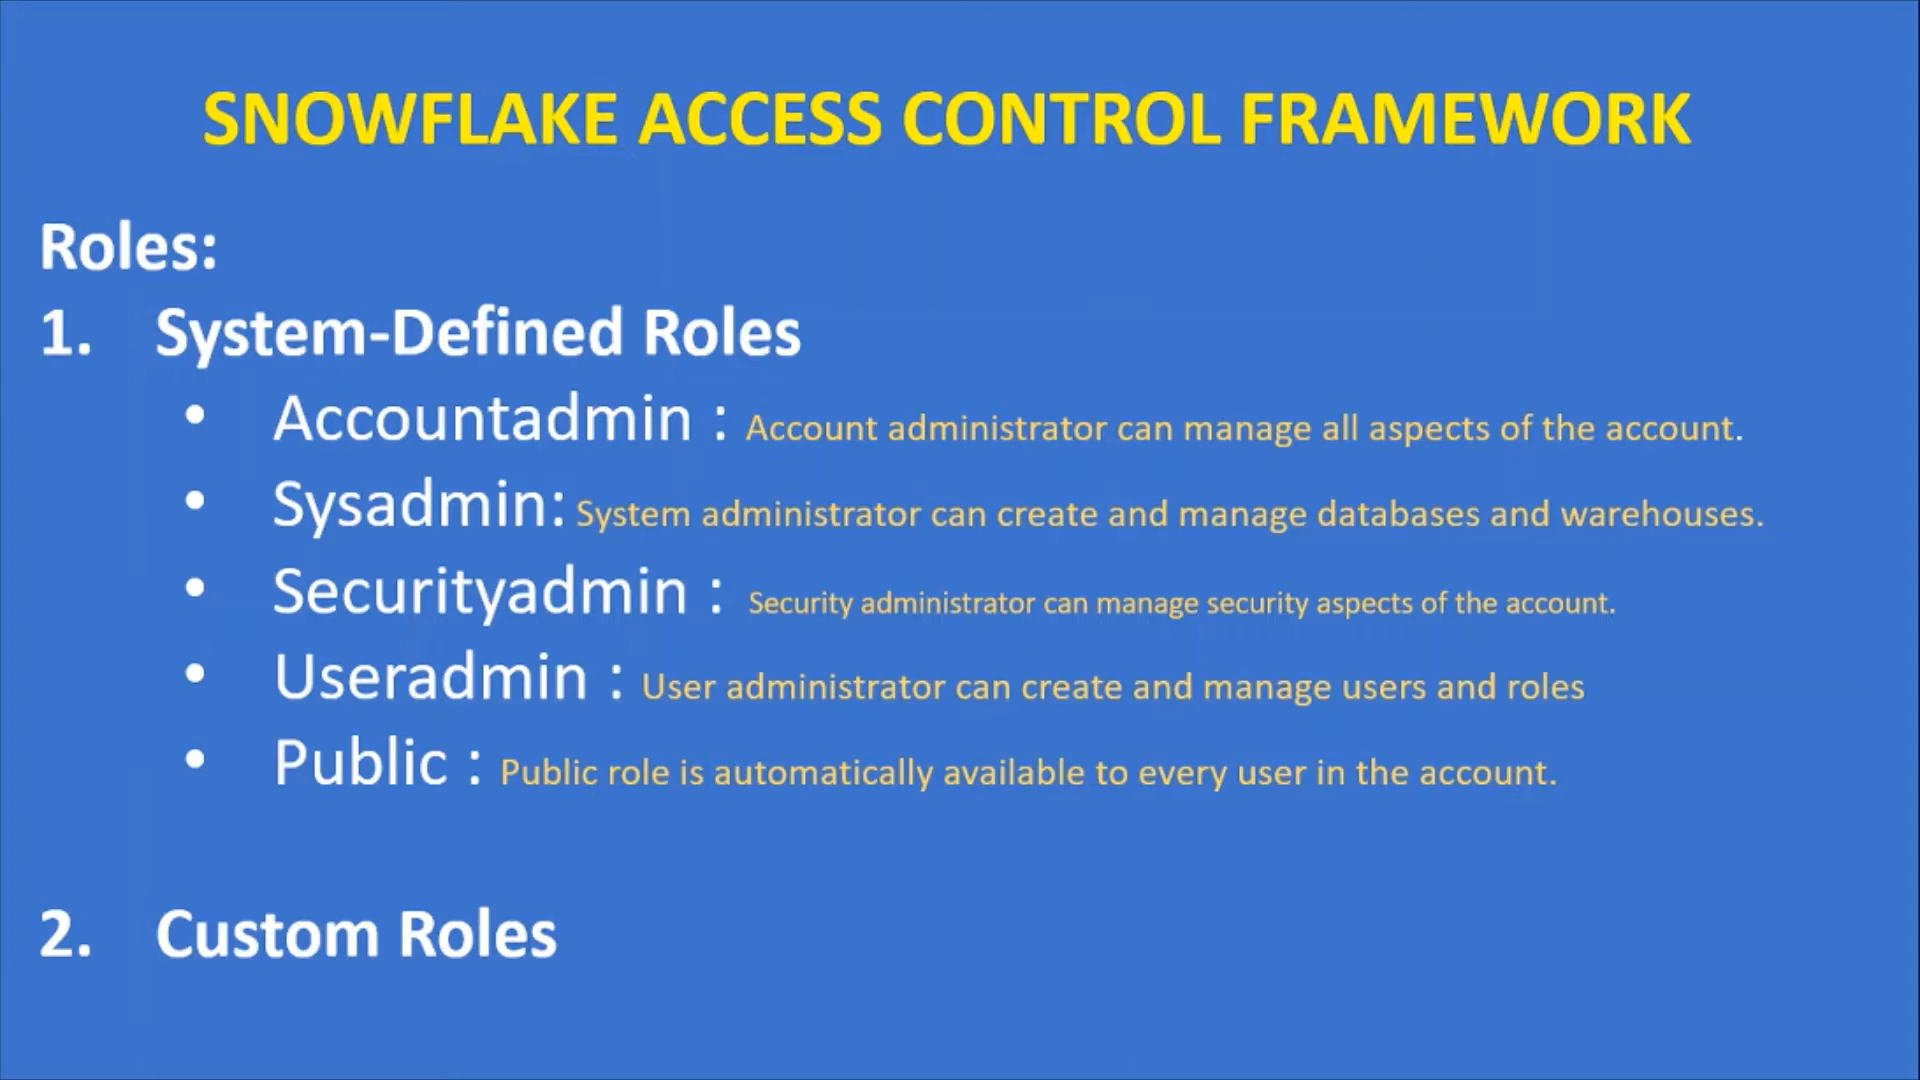 SNOWFLAKE ACCESS CONTROL FRAMEWORK
Roles:
1. System-Defined Roles
• Accountadmin : Account administrator can manage all aspects of the account.
• Sysadmin: System administrator can create and manage databases and warehouses.
• Securityadmin : Security administrator can manage security aspects of the account.
• Useradmin : User administrator can create and manage users and roles
• Public : Public role is automatically available to every user in the account.
2. Custom Roles